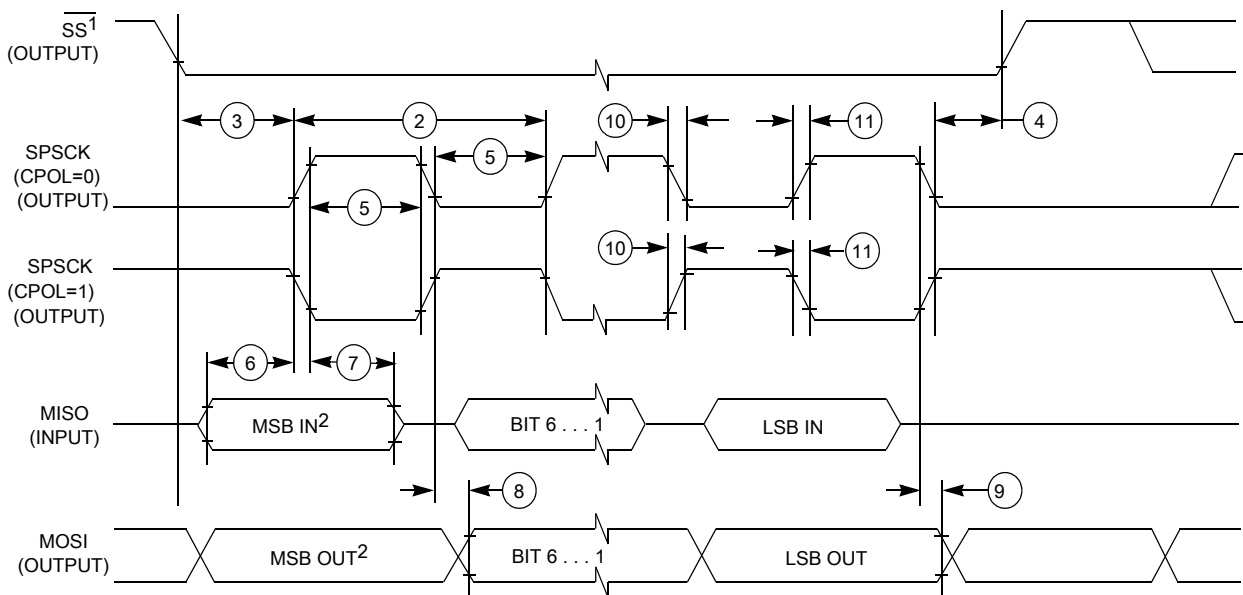 SS1
(OUTPUT)
3
2
10
11
4
SPSCK
(CPOL=0)
(OUTPUT)
5
5
10
11
SPSCK
(CPOL=1)
(OUTPUT)
6
7
MISO
(INPUT)
MSB IN2
BIT 6 . . . 1
LSB IN
8
9
MOSI
(OUTPUT)
MSB OUT2
BIT 6 . . . 1
LSB OUT